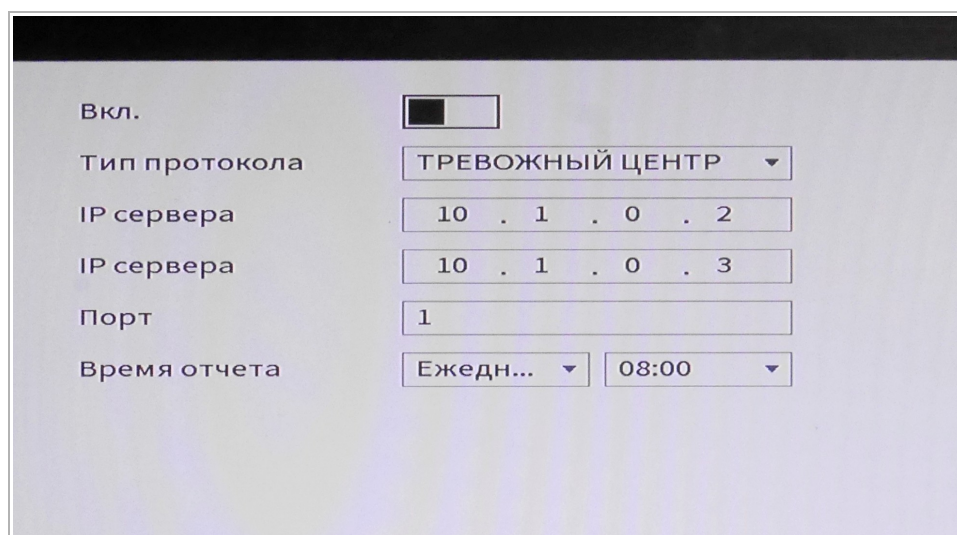 Вкл.
Тип протокола ТРЕВОЖНЫЙ ЦЕНТР
IP сервера 10 . 1 . 0 . 2
IP сервера 10 . 1 . 0 . 3
Порт 1
Время отчета Ежедн... 08:00